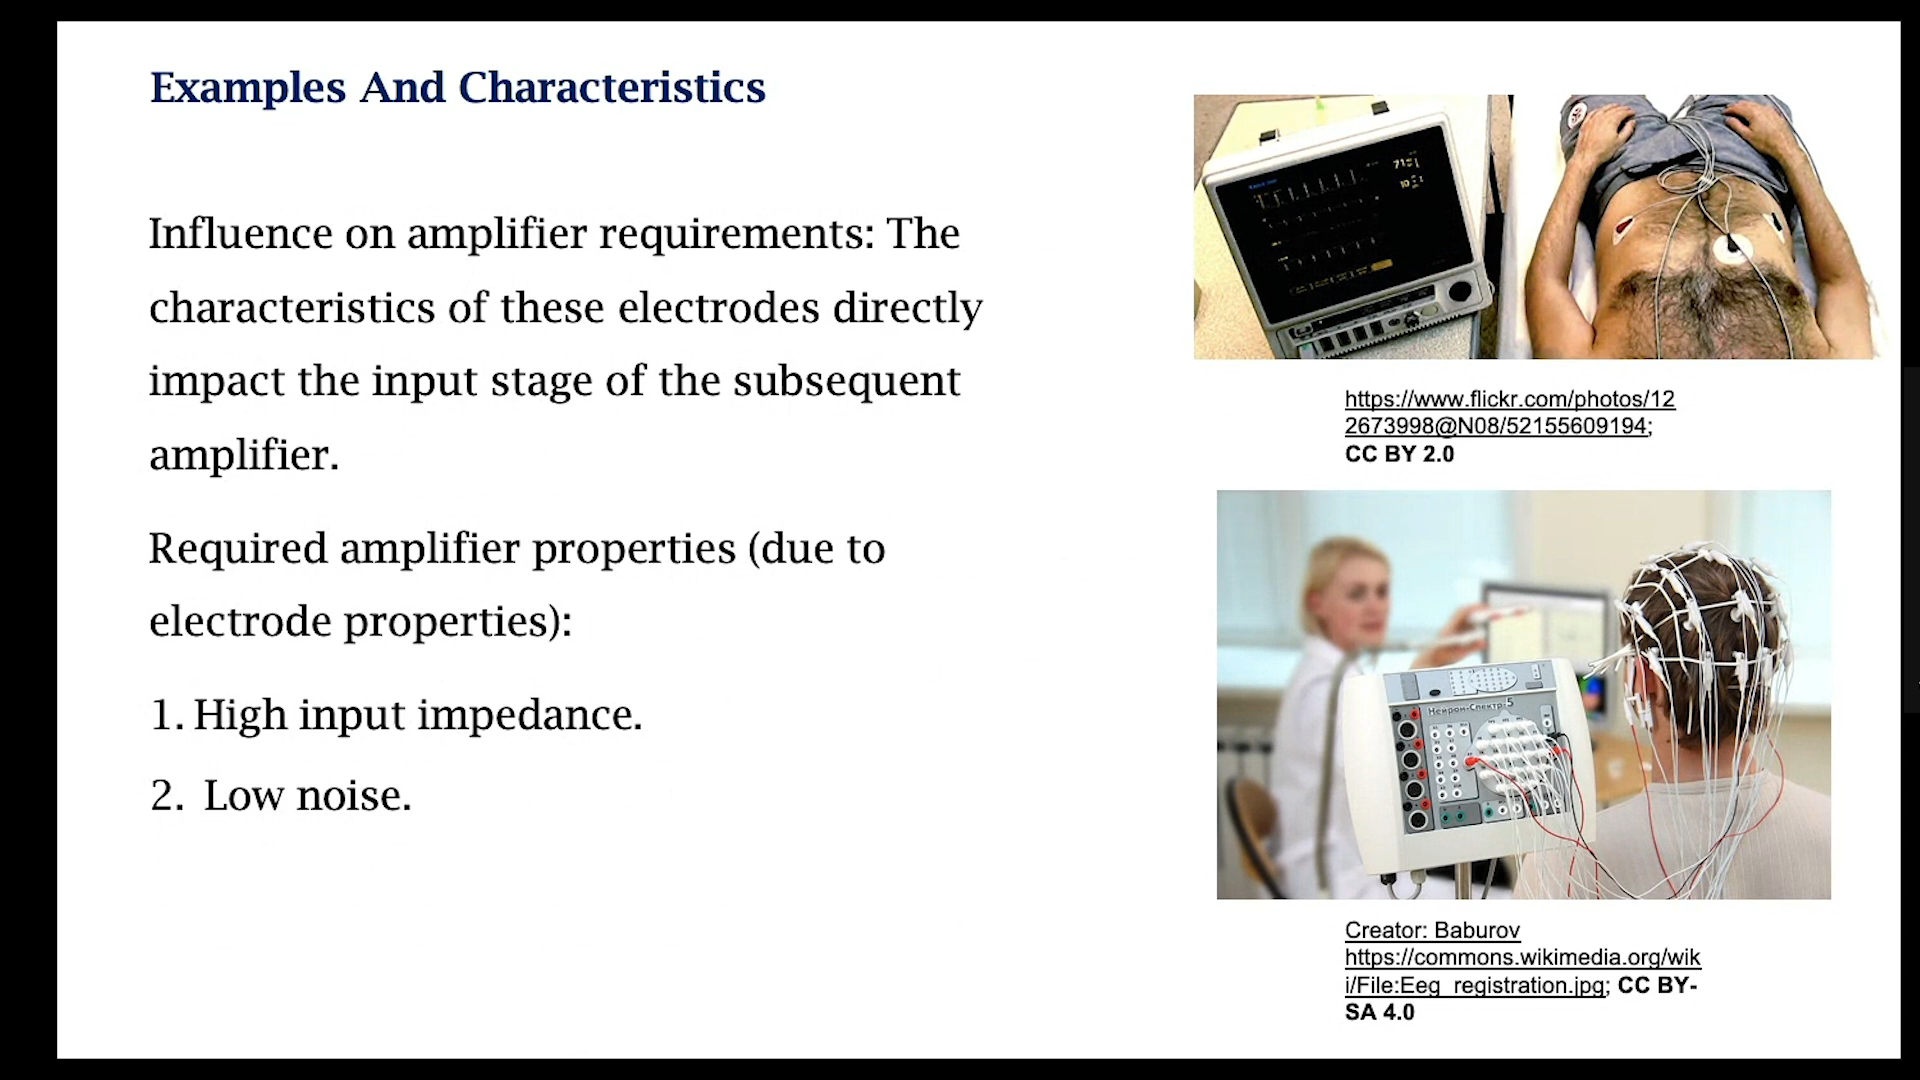 Examples And Characteristics
Influence on amplifier requirements: The
characteristics of these electrodes directly
impact the input stage of the subsequent
amplifier.
Required amplifier properties (due to
electrode properties):
1. High input impedance.
2. Low noise.
https://www.flickr.com/photos/12
2673998@N08/52155609194;
CC BY 2.0
Нейрон-Спектр-5
Creator: Baburov
https://commons.wikimedia.org/wik
i/File:Eeg_registration.jpg; CC BY-
SA 4.0